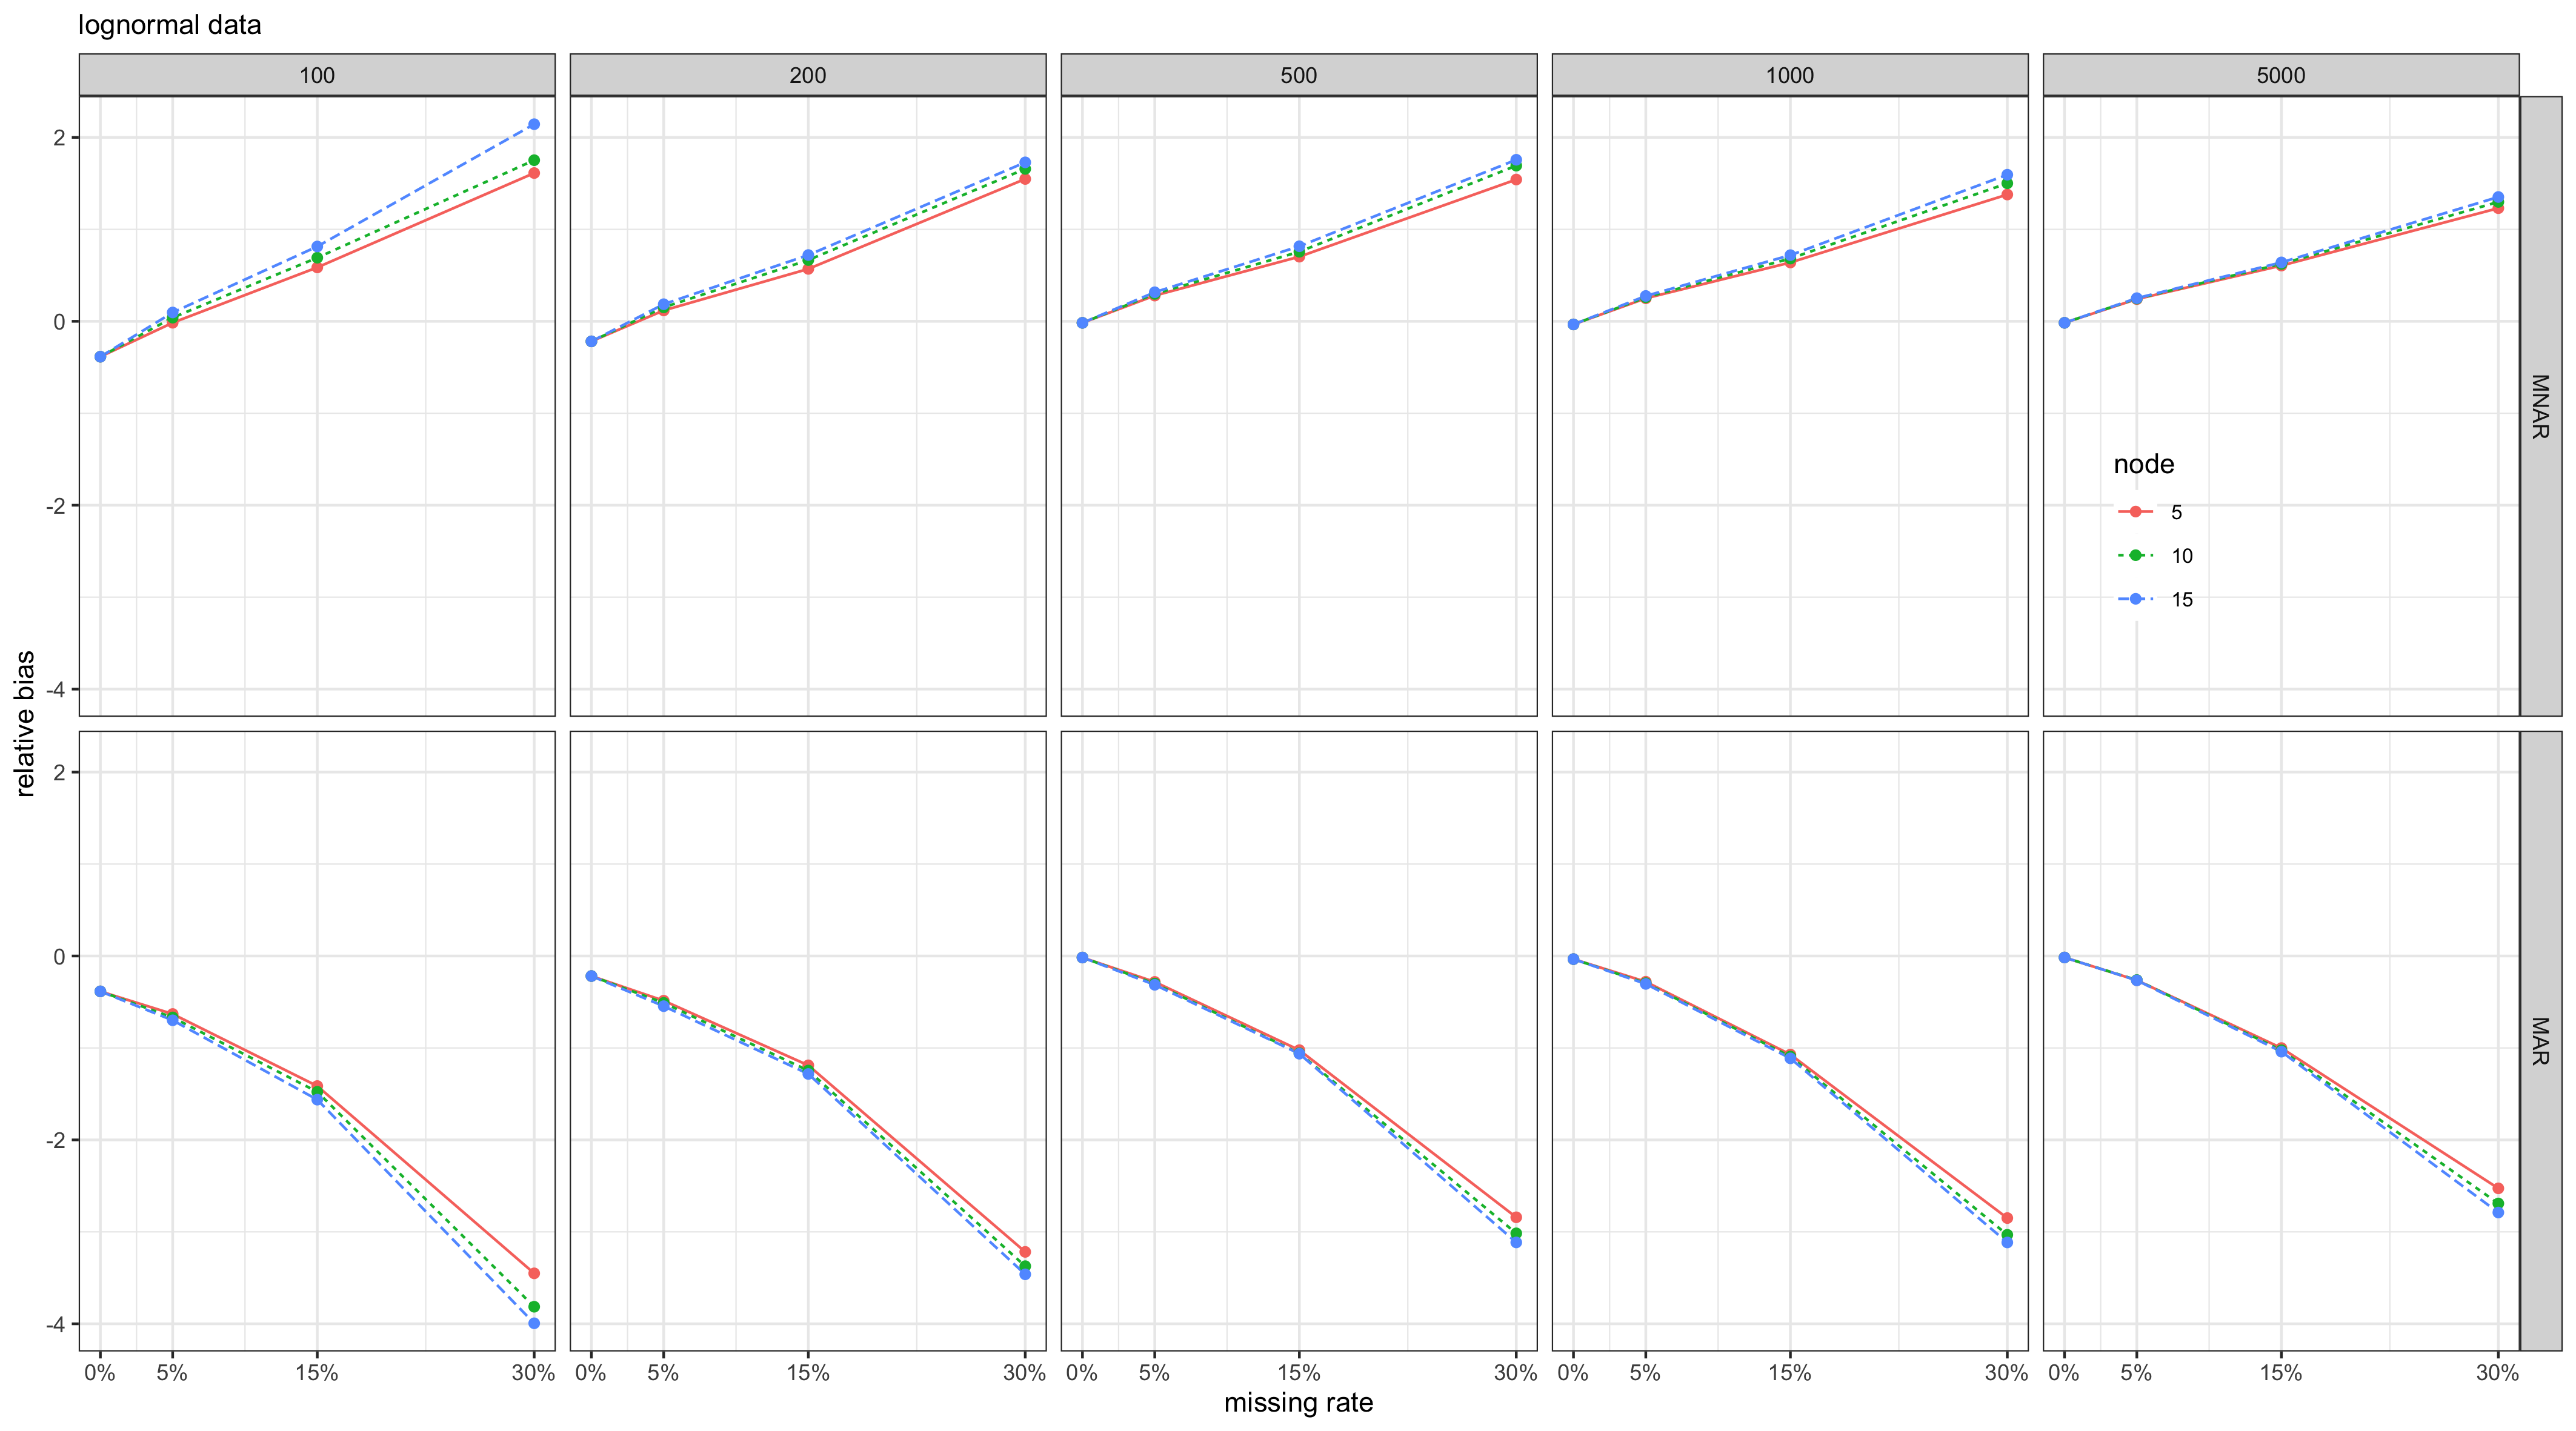 lognormal data
100 200 500 1000 5000
2
0
-2
-4
MNAR
node
5
10
15
relative bias
2
0
-2
-4
MAR
0% 5% 15% 30% 0% 5% 15% 30% 0% 5% 15% 30% 0% 5% 15% 30% 0% 5% 15% 30%
missing rate